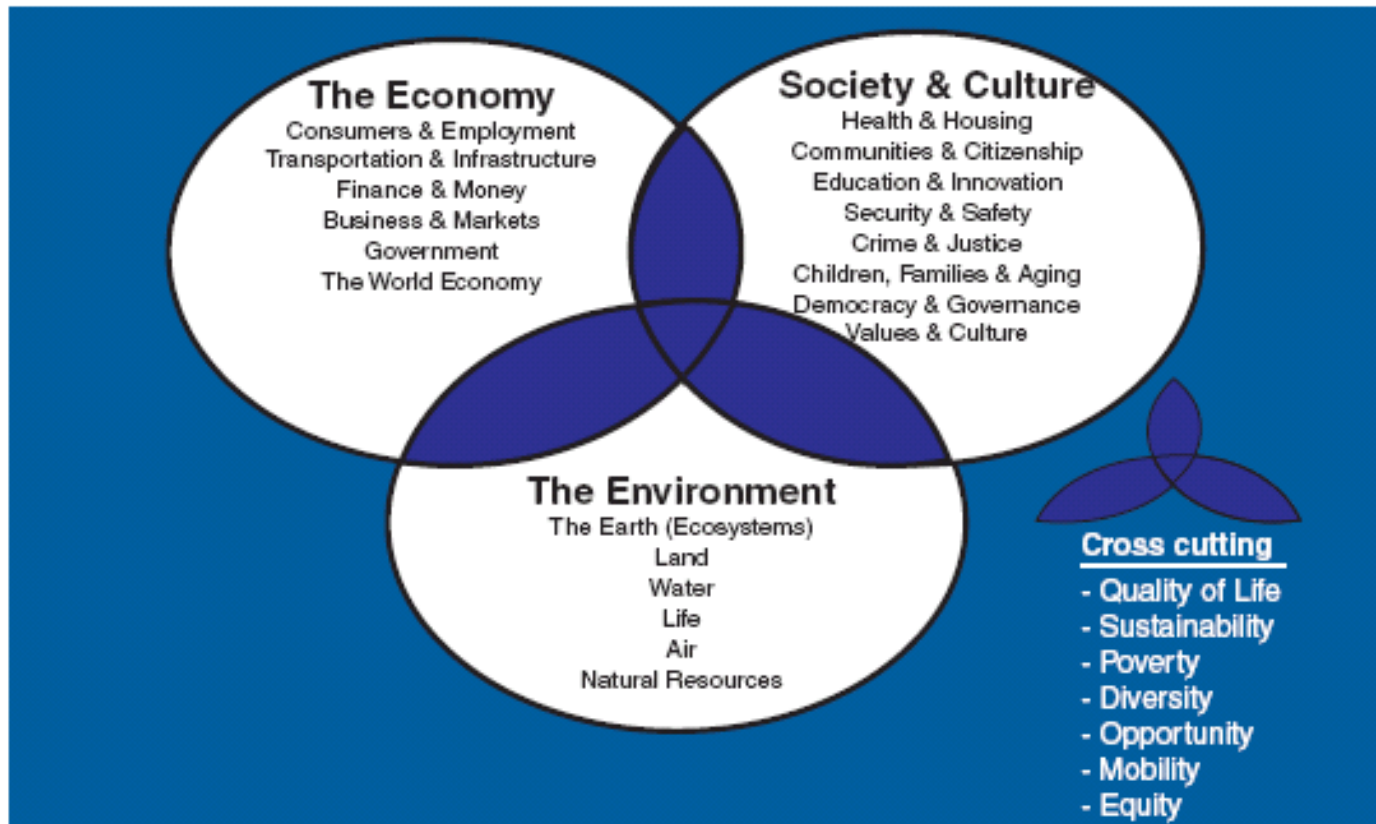 The Economy
Consumers & Employment
Transportation & Infrastructure
Finance & Money
Business & Markets
Government
The World Economy
Society & Culture
Health & Housing
Communities & Citizenship
Education & Innovation
Security & Safety
Crime & Justice
Children, Families & Aging
Democracy & Governance
Values & Culture
The Environment
The Earth (Ecosystems)
Land
Water
Life
Air
Natural Resources
Cross cutting
- Quality of Life
- Sustainability
- Poverty
- Diversity
- Opportunity
- Mobility
- Equity